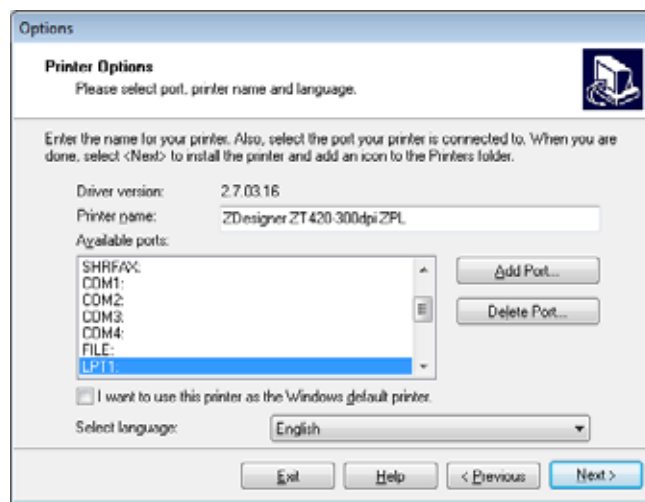 Options
Printer Options
Please select port, printer name and language.
Enter the name for your printer. Also, select the port your printer is connected to. When you are
done, select <Next> to install the printer and add an icon to the Printers folder.
Driver version: 2.7.03.16
Printer name: ZDesigner ZT420-300dpi ZPL
Available ports:
SHRFAX:
COM1:
COM2:
COM3:
COM4:
FILE:
LPT1:
Add Port...
Delete Port...
I want to use this printer as the Windows default printer.
Select language: English
Exit Help < Previous Next >